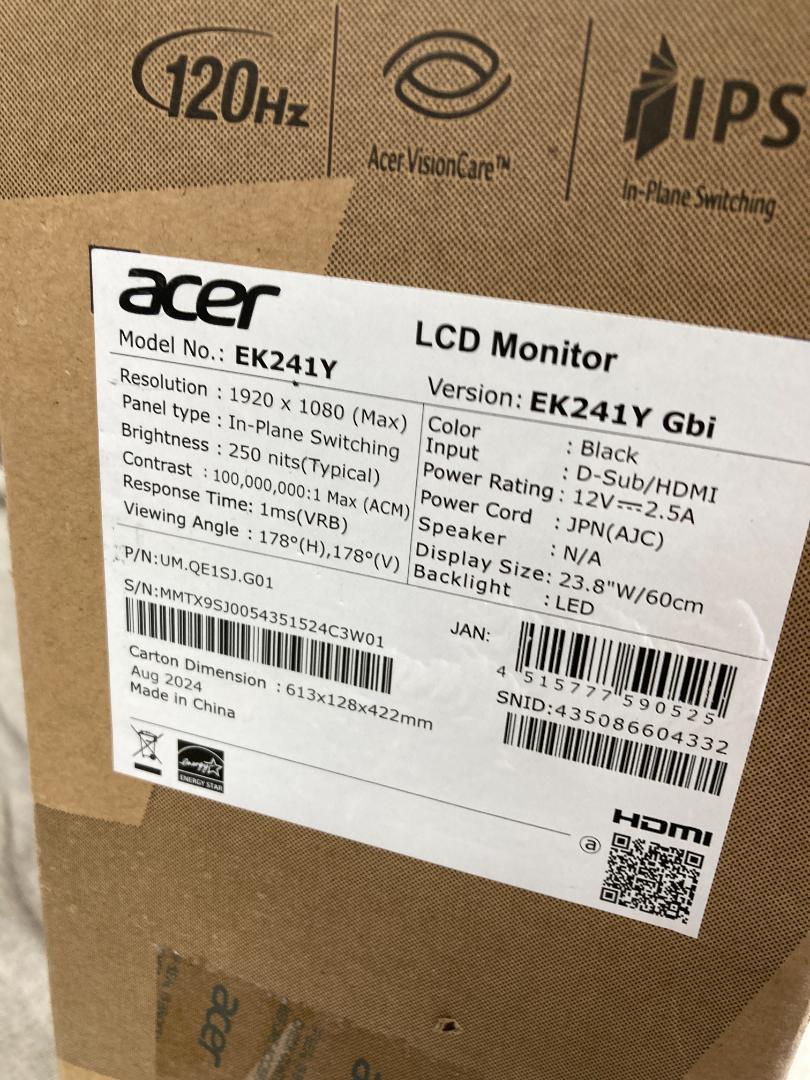 120Hz
Acer VisionCare™
IPS
In-Plane Switching
acer
LCD Monitor
Model No.: EK241Y
Version: EK241Y Gbi
Resolution : 1920 x 1080 (Max)
Panel type : In-Plane Switching
Brightness : 250 nits(Typical)
Contrast : 100,000,000:1 Max (ACM)
Response Time: 1ms(VRB)
Viewing Angle : 178°(H),178°(V)
Color : Black
Input : D-Sub/HDMI
Power Rating : 12V⎓2.5A
Power Cord : JPN(AJC)
Speaker : N/A
Display Size: 23.8"W/60cm
Backlight : LED
P/N:UM.QE1SJ.G01
S/N:MMTX9SJ0054351524C3W01
Carton Dimension : 613x128x422mm
Aug 2024
Made in China
JAN:
4 515777 590525
SNID:435086604332
energy
ENERGY STAR
HDMI
ⓐ
acer